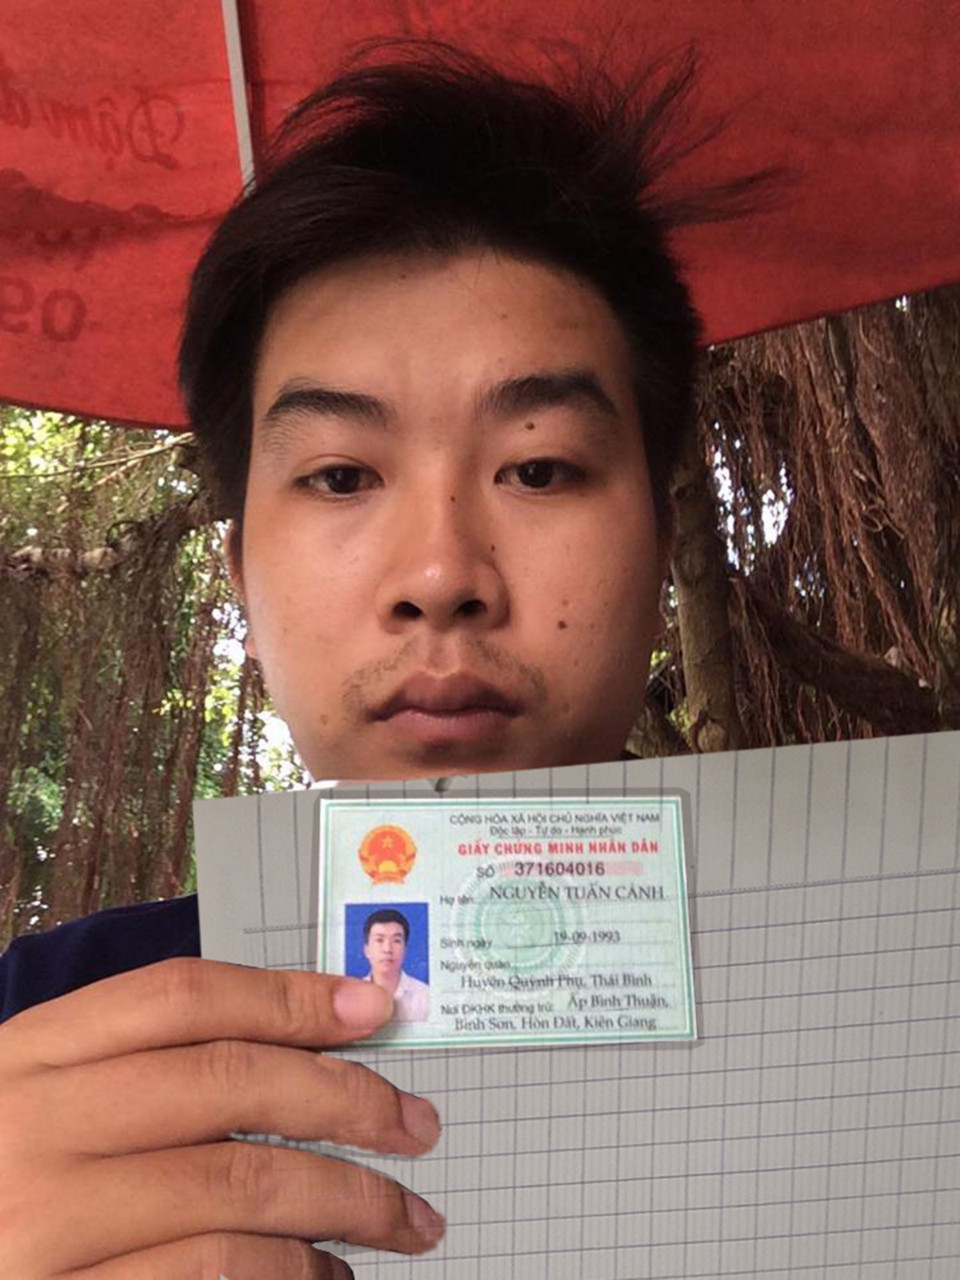 Đậm đ
09
CỘNG HÒA XÃ HỘI CHỦ NGHĨA VIỆT NAM
Độc lập - Tự do - Hạnh phúc
GIẤY CHỨNG MINH NHÂN DÂN
SỐ 371604016
Họ tên NGUYỄN TUẤN CẢNH
Sinh ngày 19-09-1993
Nguyên quán
Huyện Quỳnh Phụ, Thái Bình
Nơi ĐKHK thường trú: Ấp Bình Thuận,
Bình Sơn, Hòn Đất, Kiên Giang